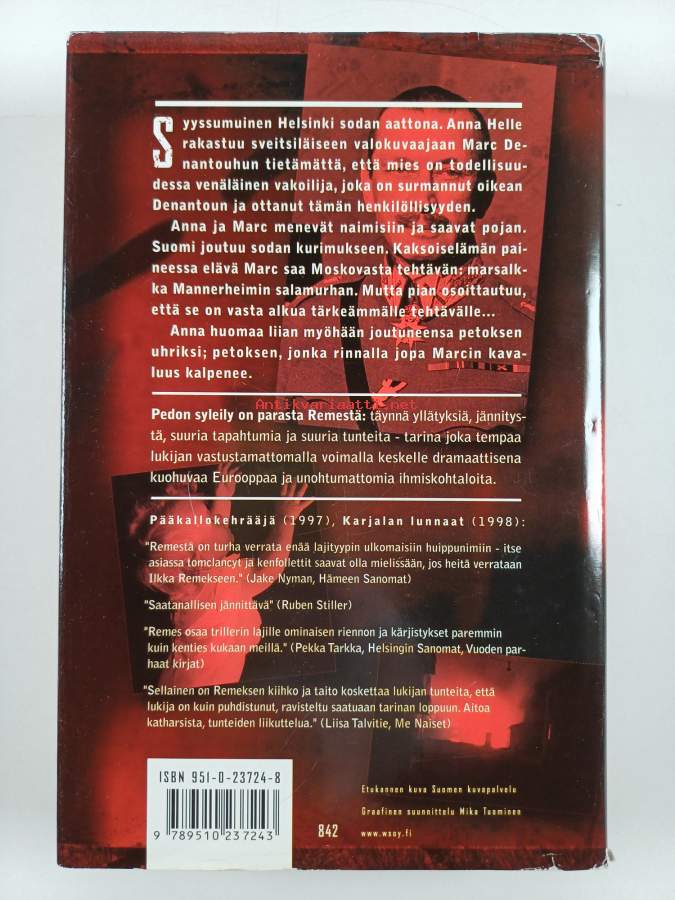 Syyssumuinen Helsinki sodan aattona. Anna Helle
rakastuu sveitsiläiseen valokuvaajaan Marc De-
nantouhun tietämättä, että mies on todellisuu-
dessa venäläinen vakoilija, joka on surmannut oikean
Denantoun ja ottanut tämän henkilöllisyyden.
Anna ja Marc menevät naimisiin ja saavat pojan.
Suomi joutuu sodan kurimukseen. Kaksoiselämän pai-
neessa elävä Marc saa Moskovasta tehtävän: marsalk-
ka Mannerheimin salamurhan. Mutta pian osoittautuu,
että se on vasta alkua tärkeämmälle tehtävälle...
Anna huomaa liian myöhään joutuneensa petoksen
uhriksi; petoksen, jonka rinnalla jopa Marcin kava-
luus kalpenee.
Antikvariaatti.net
Pedon syleily on parasta Remestä: täynnä yllätyksiä, jännitys-
tä, suuria tapahtumia ja suuria tunteita - tarina joka tempaa
lukijan vastustamattomalla voimalla keskelle dramaattisena
kuohuvaa Eurooppaa ja unohtumattomia ihmiskohtaloita.
Pääkallokehrääjä (1997), Karjalan lunnaat (1998):
"Remestä on turha verrata enää lajityypin ulkomaisiin huippunimiin - itse
asiassa tomclancyt ja kenfollettit saavat olla mielissään, jos heitä verrataan
Ilkka Remekseen." (Jake Nyman, Hämeen Sanomat)
"Saatanallisen jännittävä" (Ruben Stiller)
"Remes osaa trillerin lajille ominaisen riennon ja kärjistykset paremmin
kuin kenties kukaan meillä." (Pekka Tarkka, Helsingin Sanomat, Vuoden par-
haat kirjat)
"Sellainen on Remeksen kiihko ja taito koskettaa lukijan tunteita, että
lukija on kuin puhdistunut, ravisteltu saatuaan tarinan loppuun. Aitoa
katharsista, tunteiden liikuttelua." (Liisa Talvitie, Me Naiset)
ISBN 951-0-23724-8
9 789510 237243
842
Etukannen kuva Suomen kuvapalvelu
Graafinen suunnittelu Mika Tuominen
www.wsoy.fi